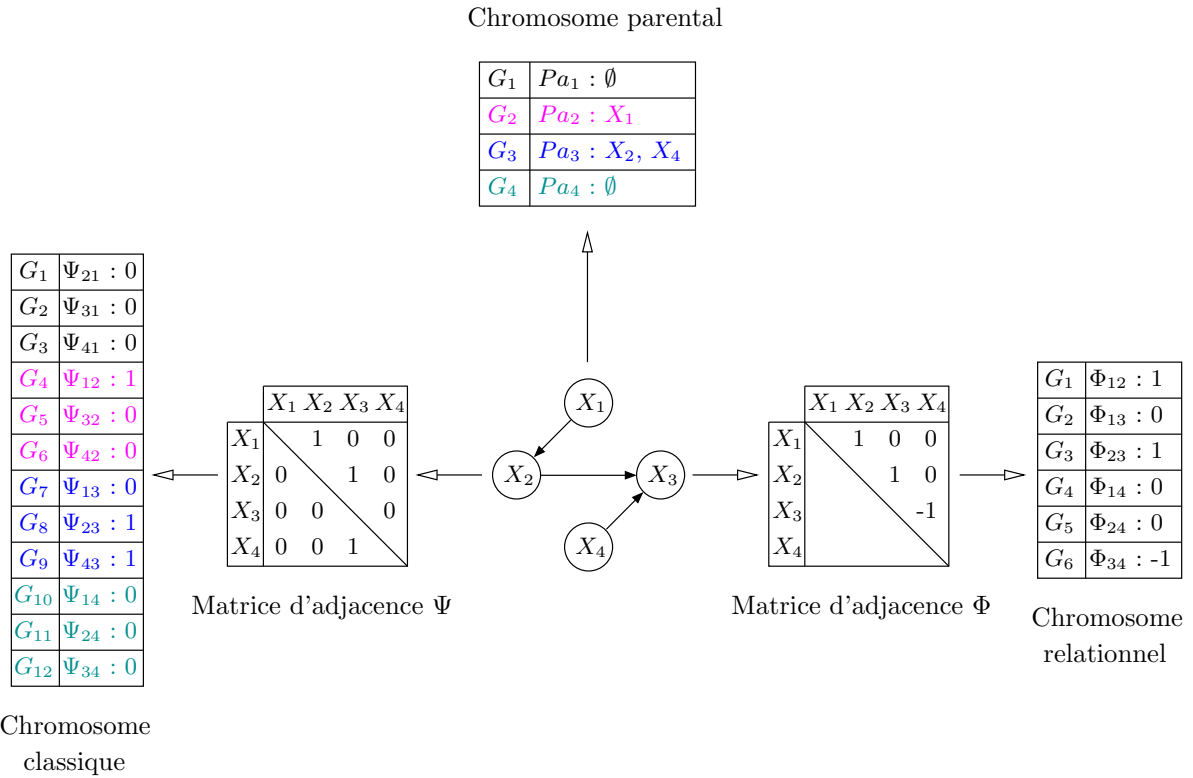 Chromosome parental
G₁ Pa₁ : ∅
G₂ Pa₂ : X₁
G₃ Pa₃ : X₂, X₄
G₄ Pa₄ : ∅
G₁ Ψ₂₁ : 0
G₂ Ψ₃₁ : 0
G₃ Ψ₄₁ : 0
G₄ Ψ₁₂ : 1
G₅ Ψ₃₂ : 0
G₆ Ψ₄₂ : 0
G₇ Ψ₁₃ : 0
G₈ Ψ₂₃ : 1
G₉ Ψ₄₃ : 1
G₁₀ Ψ₁₄ : 0
G₁₁ Ψ₂₄ : 0
G₁₂ Ψ₃₄ : 0
Chromosome
classique
X₁ X₂ X₃ X₄
X₁ 1 0 0
X₂ 0 1 0
X₃ 0 0 0
X₄ 0 0 1
Matrice d'adjacence Ψ
X₁
X₂
X₃
X₄
X₁ X₂ X₃ X₄
X₁ 1 0 0
X₂ 1 0
X₃ -1
X₄
Matrice d'adjacence Φ
G₁ Φ₁₂ : 1
G₂ Φ₁₃ : 0
G₃ Φ₂₃ : 1
G₄ Φ₁₄ : 0
G₅ Φ₂₄ : 0
G₆ Φ₃₄ : -1
Chromosome
relationnel